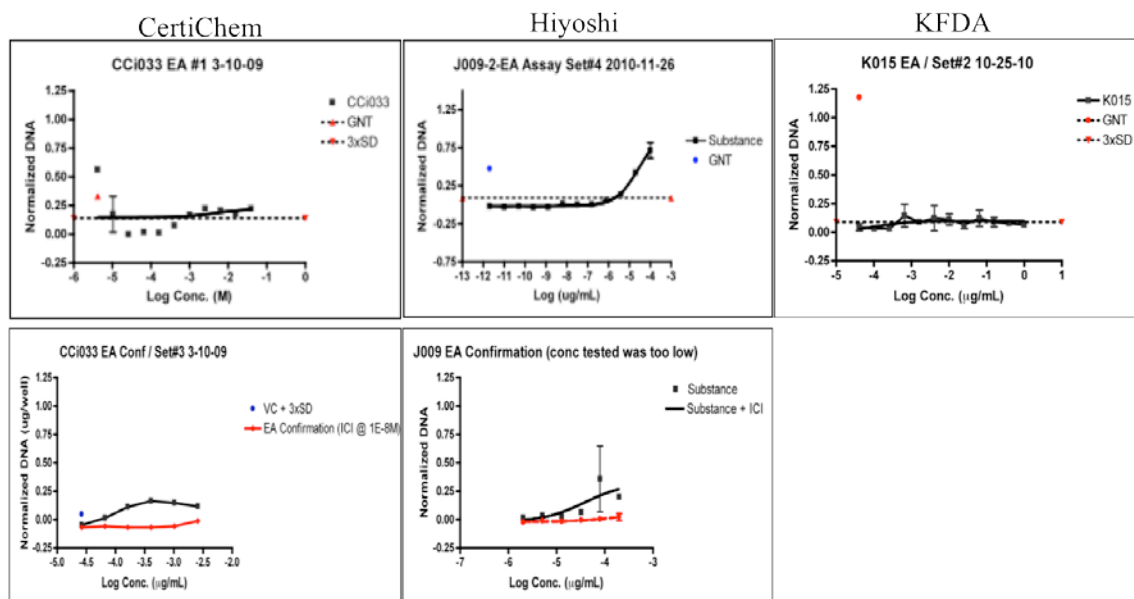 CertiChem
Hiyoshi
KFDA
CCi033 EA #1 3-10-09
Normalized DNA
1.25
1.00
0.75
0.50
0.25
0.00
-0.25
-6 -5 -4 -3 -2 -1 0
Log Conc. (M)
CCi033
GNT
3xSD
J009-2-EA Assay Set#4 2010-11-26
Normalized DNA
1.25
0.75
0.25
-0.25
-0.75
-13 -12 -11 -10 -9 -8 -7 -6 -5 -4 -3
Log (ug/mL)
Substance
GNT
K015 EA / Set#2 10-25-10
Normalized DNA
1.25
1.00
0.75
0.50
0.25
0.00
-0.25
-5 -4 -3 -2 -1 0 1
Log Conc. (µg/mL)
K015
GNT
3xSD
CCi033 EA Conf / Set#3 3-10-09
Normalized DNA (ug/well)
1.25
1.00
0.75
0.50
0.25
0.00
-0.25
-5.0 -4.5 -4.0 -3.5 -3.0 -2.5 -2.0
Log Conc. (µg/mL)
VC + 3xSD
EA Confirmation (ICI @ 1E-8M)
J009 EA Confirmation (conc tested was too low)
Normalized DNA
1.25
1.00
0.75
0.50
0.25
0.00
-0.25
-7 -6 -5 -4 -3
Log Conc. (µg/mL)
Substance
Substance + ICI